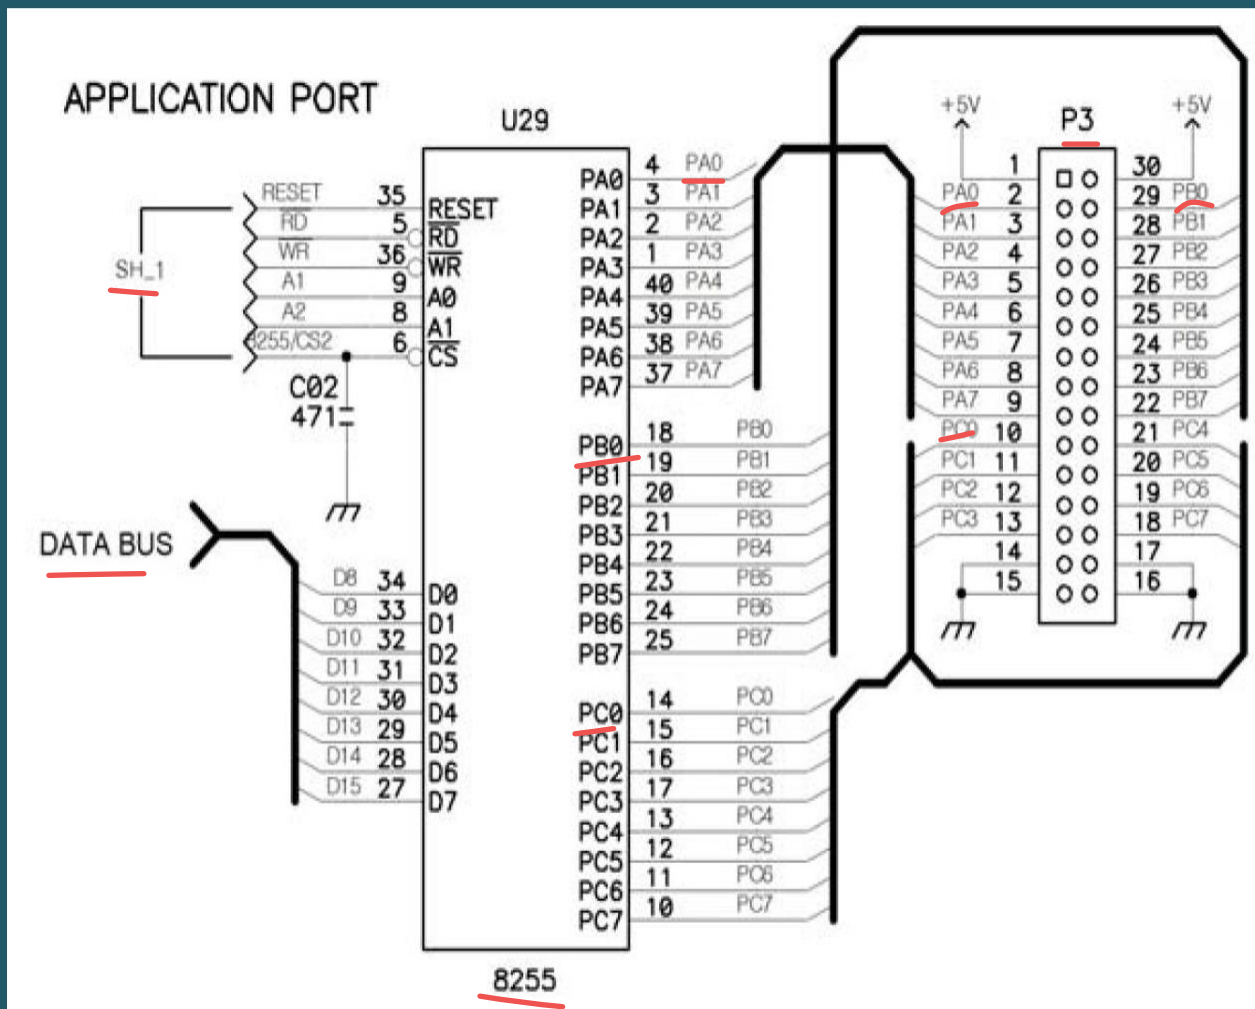 APPLICATION PORT
U29
SH_1
RESET 35 RESET
RD 5 RD
WR 36 WR
A1 9 A0
A2 8 A1
8255/CS2 6 CS
C02
471
DATA BUS
D8 34 D0
D9 33 D1
D10 32 D2
D11 31 D3
D12 30 D4
D13 29 D5
D14 28 D6
D15 27 D7
PA0 4 PA0
PA1 3 PA1
PA2 2 PA2
PA3 1 PA3
PA4 40 PA4
PA5 39 PA5
PA6 38 PA6
PA7 37 PA7
PB0 18 PB0
PB1 19 PB1
PB2 20 PB2
PB3 21 PB3
PB4 22 PB4
PB5 23 PB5
PB6 24 PB6
PB7 25 PB7
PC0 14 PC0
PC1 15 PC1
PC2 16 PC2
PC3 17 PC3
PC4 13 PC4
PC5 12 PC5
PC6 11 PC6
PC7 10 PC7
8255
+5V P3 +5V
1 30
PA0 2 29 PB0
PA1 3 28 PB1
PA2 4 27 PB2
PA3 5 26 PB3
PA4 6 25 PB4
PA5 7 24 PB5
PA6 8 23 PB6
PA7 9 22 PB7
PC0 10 21 PC4
PC1 11 20 PC5
PC2 12 19 PC6
PC3 13 18 PC7
14 17
15 16